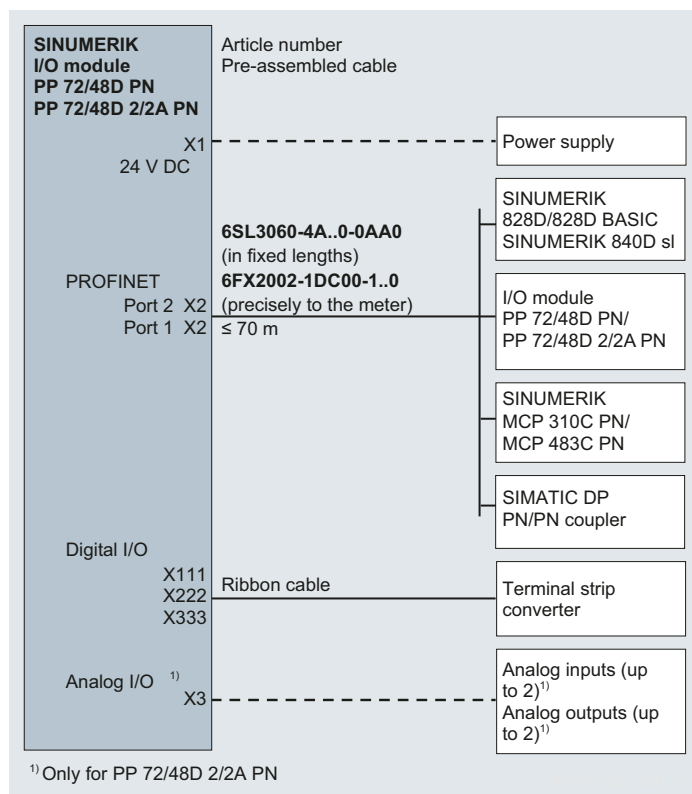 SINUMERIK
I/O module
PP 72/48D PN
PP 72/48D 2/2A PN
Article number
Pre-assembled cable
X1
24 V DC
Power supply
PROFINET
Port 2 X2
Port 1 X2
6SL3060-4A..0-0AA0
(in fixed lengths)
6FX2002-1DC00-1..0
(precisely to the meter)
≤ 70 m
SINUMERIK
828D/828D BASIC
SINUMERIK 840D sl
I/O module
PP 72/48D PN/
PP 72/48D 2/2A PN
SINUMERIK
MCP 310C PN/
MCP 483C PN
SIMATIC DP
PN/PN coupler
Digital I/O
X111
X222
X333
Ribbon cable
Terminal strip
converter
Analog I/O 1)
X3
Analog inputs (up
to 2)1)
Analog outputs (up
to 2)1)
1) Only for PP 72/48D 2/2A PN